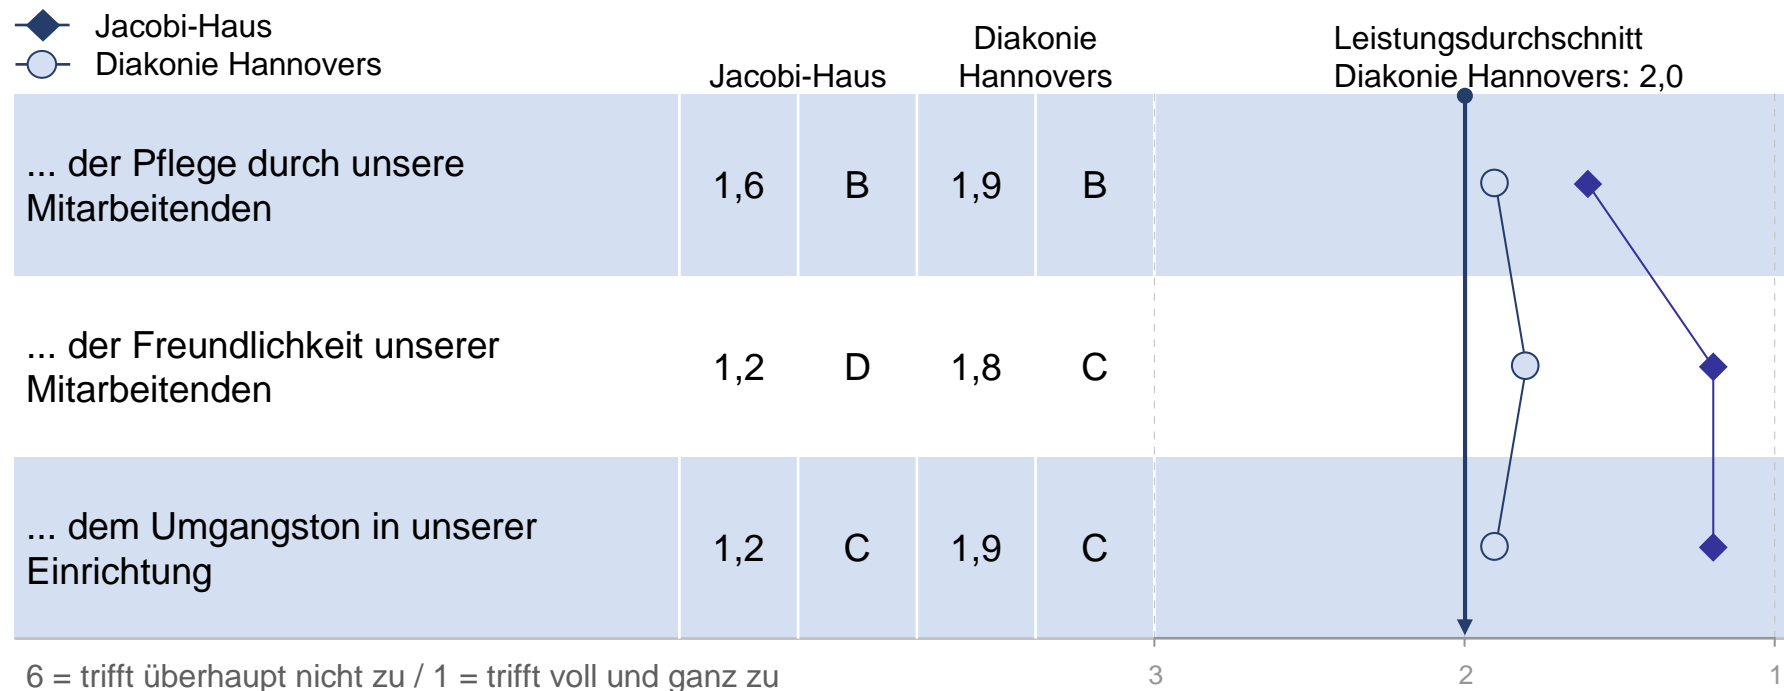 Jacobi-Haus
Diakonie Hannovers
Jacobi-Haus
Diakonie
Hannovers
Leistungsdurchschnitt
Diakonie Hannovers: 2,0
... der Pflege durch unsere
Mitarbeitenden
1,6 B 1,9 B
... der Freundlichkeit unserer
Mitarbeitenden
1,2 D 1,8 C
... dem Umgangston in unserer
Einrichtung
1,2 C 1,9 C
6 = trifft überhaupt nicht zu / 1 = trifft voll und ganz zu
3 2 1